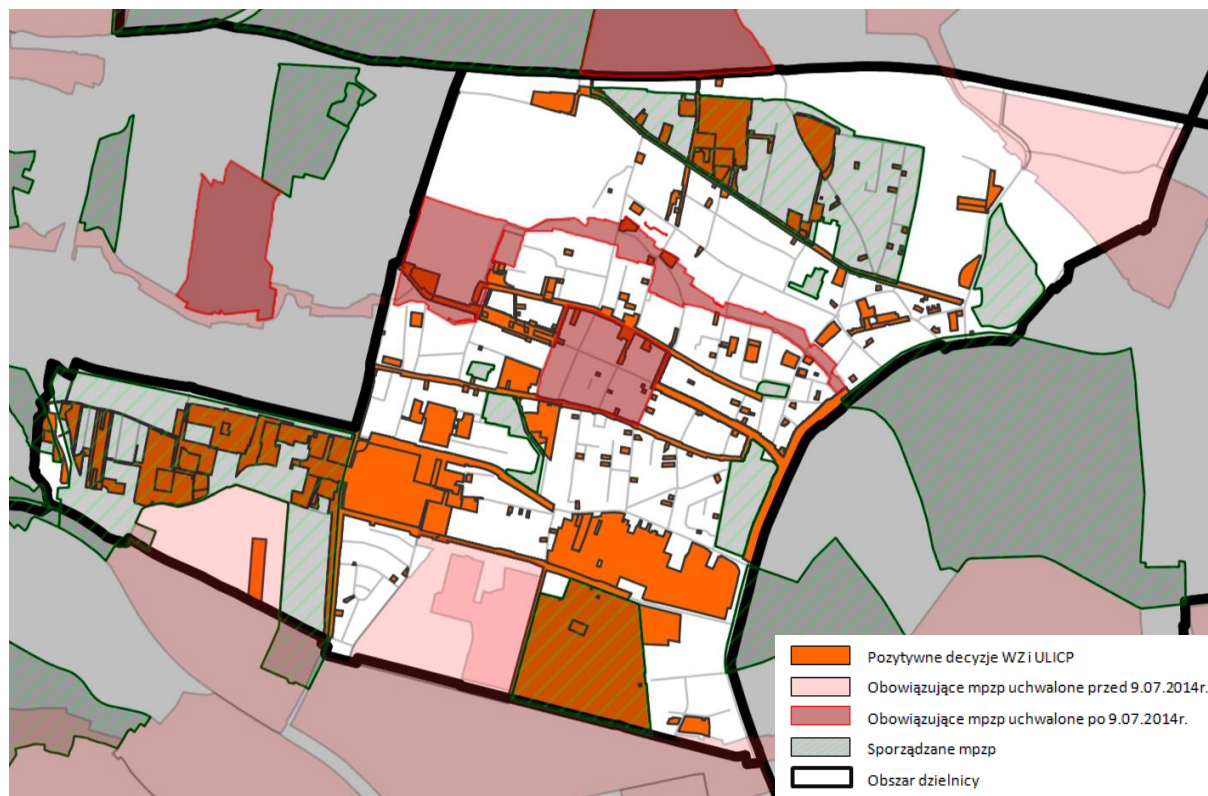 Pozytywne decyzje WZ i ULICP
Obowiązujące mpzp uchwalone przed 9.07.2014r.
Obowiązujące mpzp uchwalone po 9.07.2014r.
Sporządzane mpzp
Obszar dzielnicy